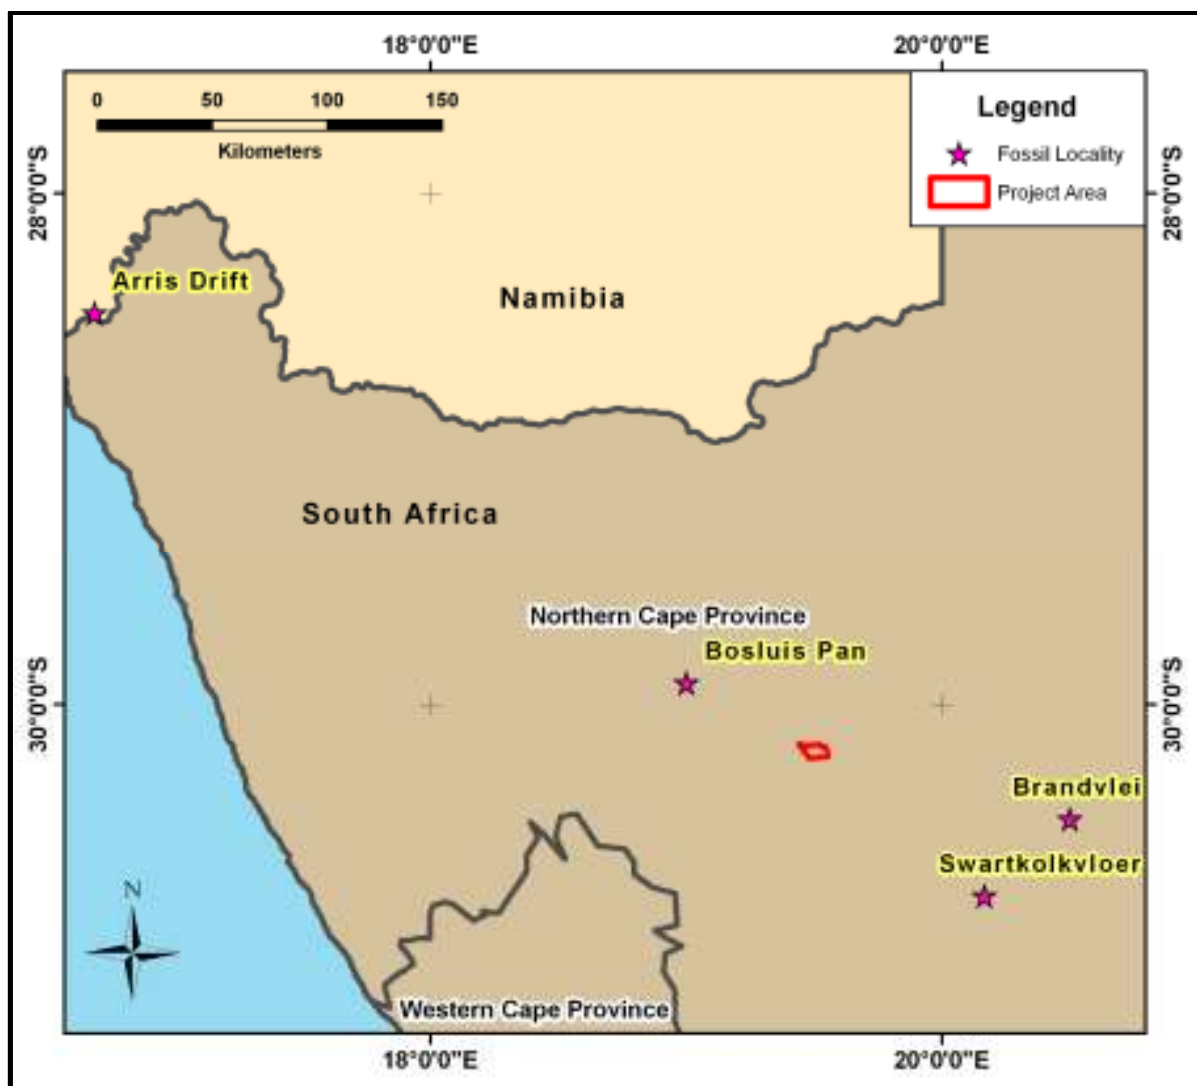 18°0'0"E
20°0'0"E
0 50 100 150
Kilometers
Legend
Fossil Locality
Project Area
28°0'0"S
28°0'0"S
Arris Drift
Namibia
South Africa
Northern Cape Province
Bosluis Pan
30°0'0"S
30°0'0"S
Brandvlei
Swartkolkvloer
N
Western Cape Province
18°0'0"E
20°0'0"E